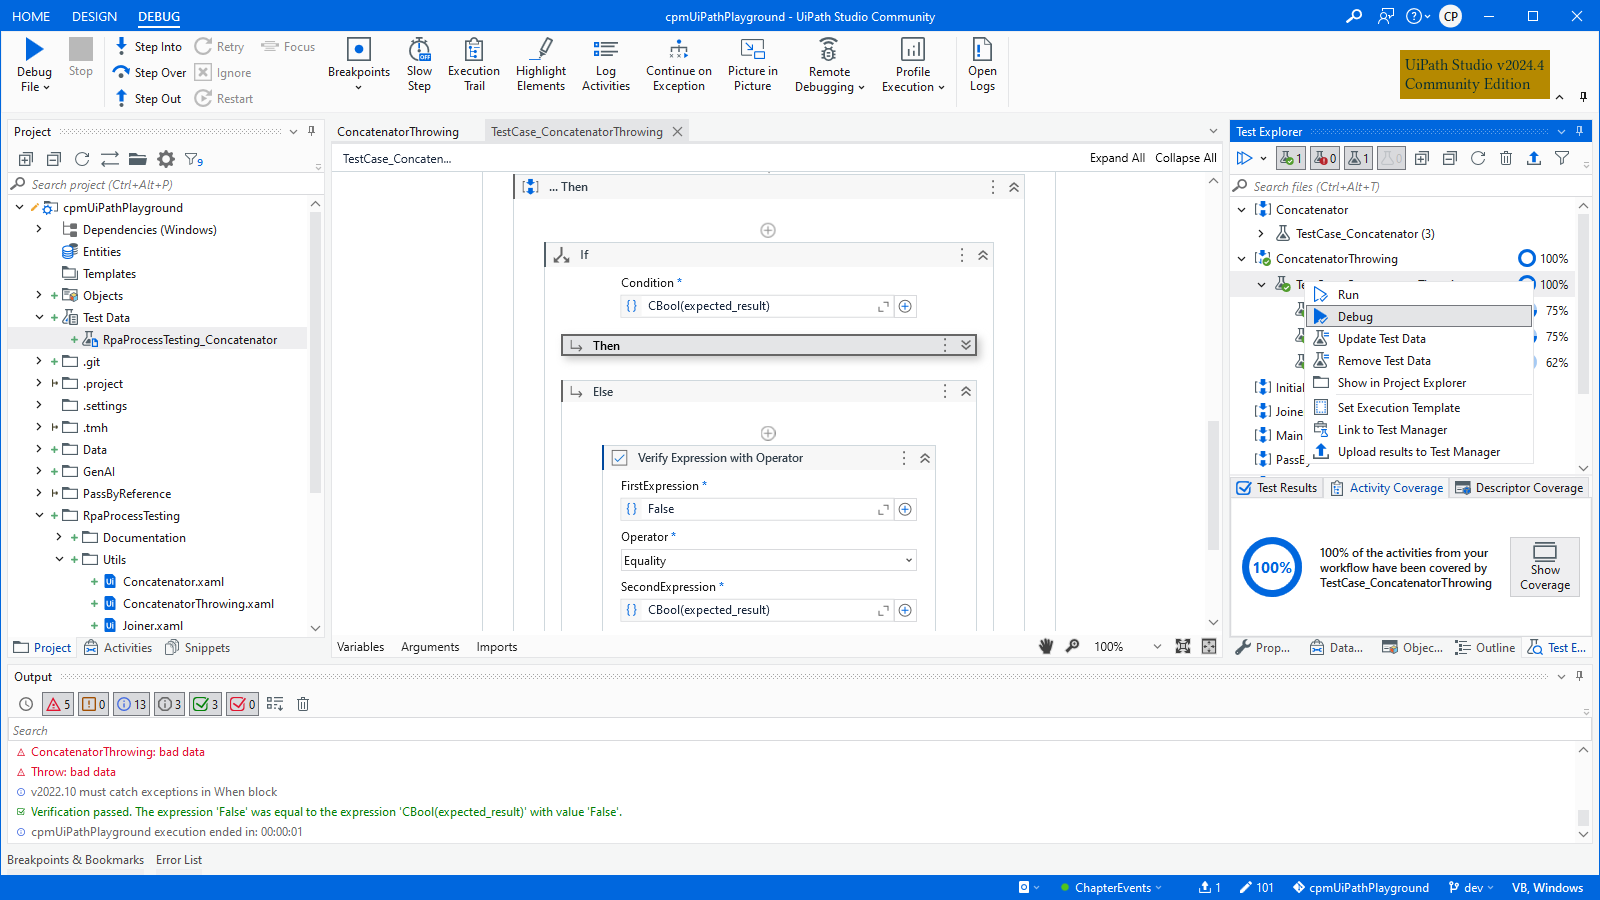 HOME DESIGN DEBUG
cpmUiPathPlayground - UiPath Studio Community
CP
Debug File
Stop
Step Into
Step Over
Step Out
Retry
Ignore
Restart
Focus
Breakpoints
Slow Step
Execution Trail
Highlight Elements
Log Activities
Continue on Exception
Picture in Picture
Remote Debugging
Profile Execution
Open Logs
UiPath Studio v2024.4
Community Edition
Project
9
Search project (Ctrl+Alt+P)
cpmUiPathPlayground
Dependencies (Windows)
Entities
Templates
Objects
Test Data
RpaProcessTesting_Concatenator
.git
.project
.settings
.tmh
Data
GenAI
PassByReference
RpaProcessTesting
Documentation
Utils
Concatenator.xaml
ConcatenatorThrowing.xaml
Joiner.xaml
Project Activities Snippets
ConcatenatorThrowing TestCase_ConcatenatorThrowing
TestCase_Concaten...
Expand All Collapse All
... Then
If
Condition *
CBool(expected_result)
Then
Else
Verify Expression with Operator
FirstExpression *
False
Operator *
Equality
SecondExpression *
CBool(expected_result)
Variables Arguments Imports
100%
Test Explorer
1 0 1 0
Search files (Ctrl+Alt+T)
Concatenator
TestCase_Concatenator (3)
ConcatenatorThrowing 100%
100%
75%
75%
62%
Initial
Joine
Main
PassBy
Run
Debug
Update Test Data
Remove Test Data
Show in Project Explorer
Set Execution Template
Link to Test Manager
Upload results to Test Manager
Test Results Activity Coverage Descriptor Coverage
100%
100% of the activities from your
workflow have been covered by
TestCase_ConcatenatorThrowing
Show Coverage
Prop... Data... Objec... Outline Test E...
Output
5 0 13 3 3 0
Search
ConcatenatorThrowing: bad data
Throw: bad data
v2022.10 must catch exceptions in When block
Verification passed. The expression 'False' was equal to the expression 'CBool(expected_result)' with value 'False'.
cpmUiPathPlayground execution ended in: 00:00:01
Breakpoints & Bookmarks Error List
ChapterEvents 1 101 cpmUiPathPlayground dev VB, Windows